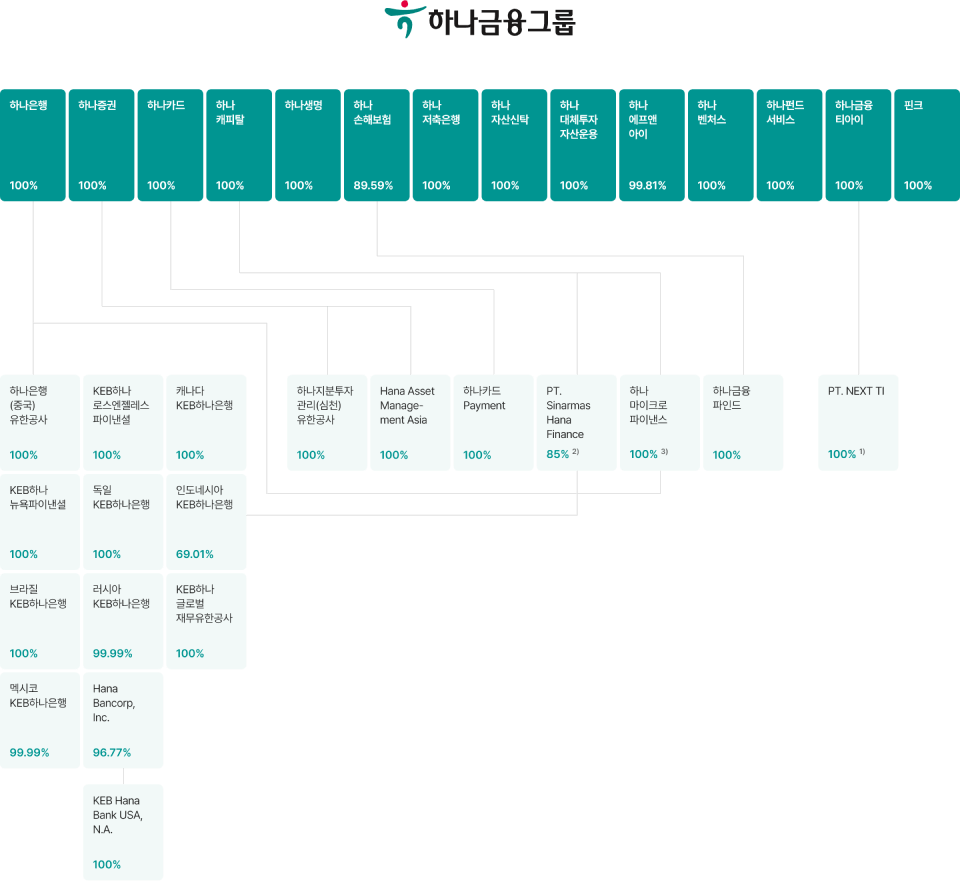 하나금융그룹
하나은행
100%
하나증권
100%
하나카드
100%
하나
캐피탈
100%
하나생명
100%
하나
손해보험
89.59%
하나
저축은행
100%
하나
자산신탁
100%
하나
대체투자
자산운용
100%
하나
에프앤
아이
99.81%
하나
벤처스
100%
하나펀드
서비스
100%
하나금융
티아이
100%
핀크
100%
하나은행
(중국)
유한공사
100%
KEB하나
로스엔젤레스
파이낸셜
100%
캐나다
KEB하나은행
100%
하나지분투자
관리(심천)
유한공사
100%
Hana Asset
Manage-
ment Asia
100%
하나카드
Payment
100%
PT.
Sinarmas
Hana
Finance
85% 2)
하나
마이크로
파이낸스
100% 3)
하나금융
파인드
100%
PT. NEXT TI
100% 1)
KEB하나
뉴욕파이낸셜
100%
독일
KEB하나은행
100%
인도네시아
KEB하나은행
69.01%
브라질
KEB하나은행
100%
러시아
KEB하나은행
99.99%
KEB하나
글로벌
재무유한공사
100%
멕시코
KEB하나은행
99.99%
Hana
Bancorp,
Inc.
96.77%
KEB Hana
Bank USA,
N.A.
100%